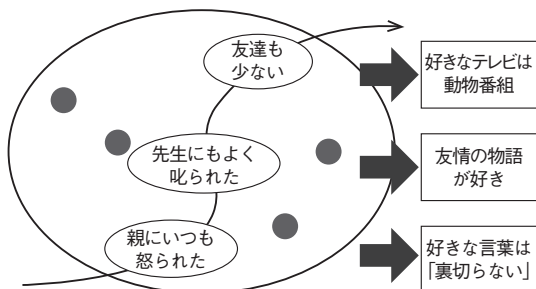 友達も
少ない
先生にもよく
叱られた
親にいつも
怒られた
好きなテレビは
動物番組
友情の物語
が好き
好きな言葉は
「裏切らない」